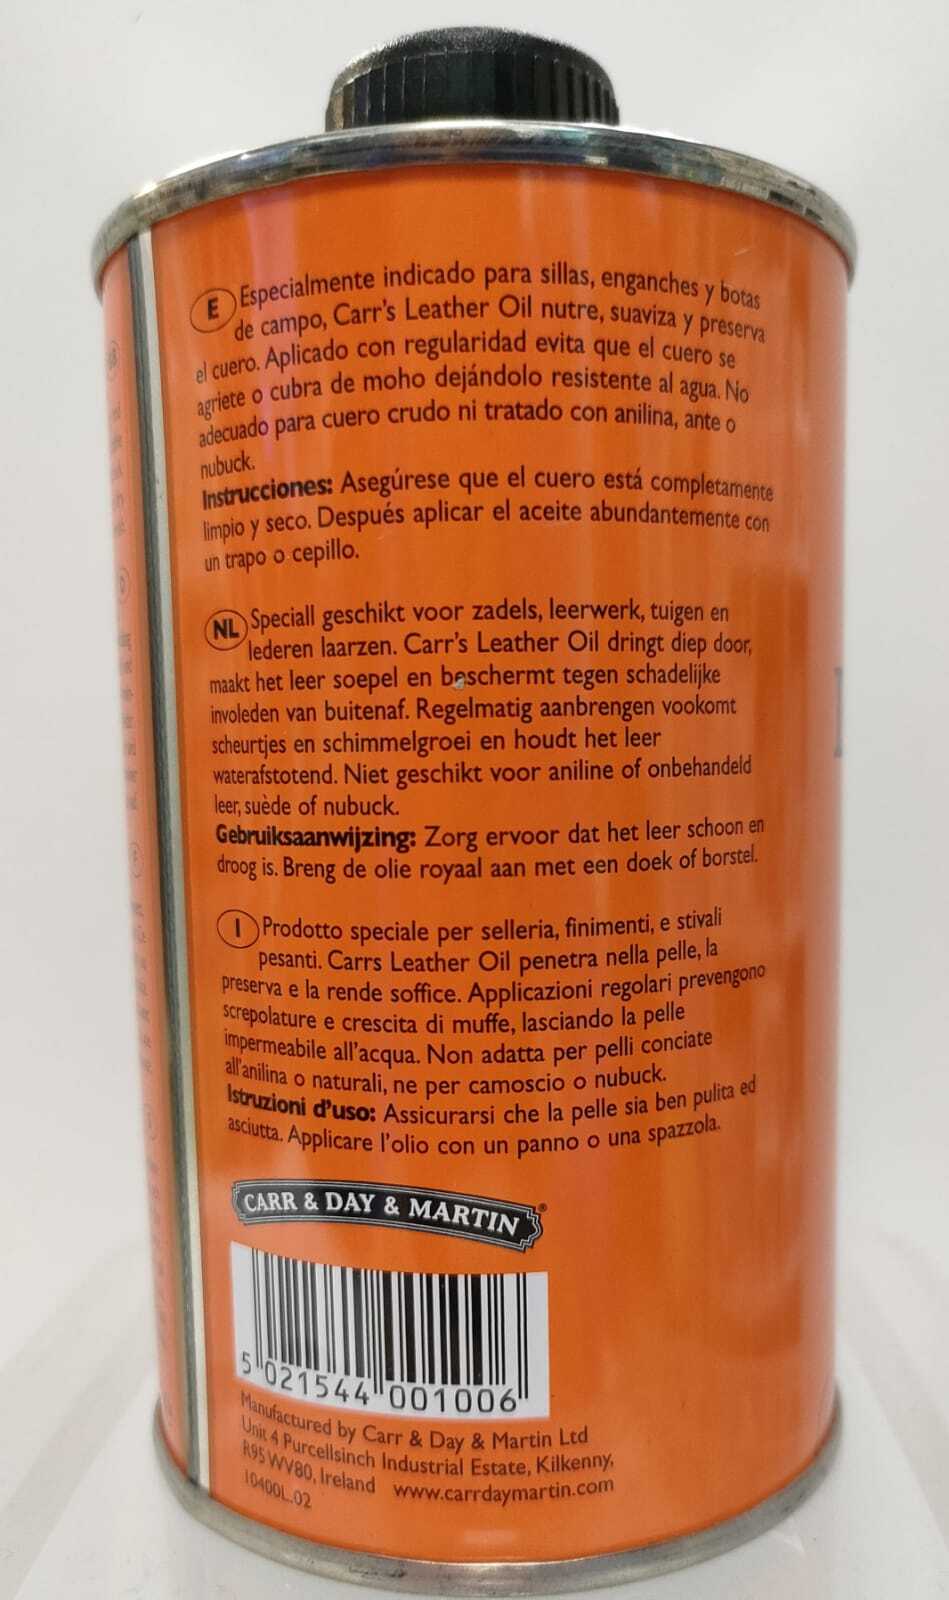 E Especialmente indicado para sillas, enganches y botas
de campo, Carr's Leather Oil nutre, suaviza y preserva
el cuero. Aplicado con regularidad evita que el cuero se
agriete o cubra de moho dejándolo resistente al agua. No
adecuado para cuero crudo ni tratado con anilina, ante o
nubuck.
Instrucciones: Asegúrese que el cuero está completamente
limpio y seco. Después aplicar el aceite abundantemente con
un trapo o cepillo.
NL Speciall geschikt voor zadels, leerwerk, tuigen en
lederen laarzen. Carr's Leather Oil dringt diep door,
maakt het leer soepel en beschermt tegen schadelijke
involeden van buitenaf. Regelmatig aanbrengen vookomt
scheurtjes en schimmelgroei en houdt het leer
waterafstotend. Niet geschikt voor aniline of onbehandeld
leer, suède of nubuck.
Gebruiksaanwijzing: Zorg ervoor dat het leer schoon en
droog is. Breng de olie royaal aan met een doek of borstel.
I Prodotto speciale per selleria, finimenti, e stivali
pesanti. Carrs Leather Oil penetra nella pelle, la
preserva e la rende soffice. Applicazioni regolari prevengono
screpolature e crescita di muffe, lasciando la pelle
impermeabile all'acqua. Non adatta per pelli conciate
all'anilina o naturali, ne per camoscio o nubuck.
Istruzioni d'uso: Assicurarsi che la pelle sia ben pulita ed
asciutta. Applicare l'olio con un panno o una spazzola.
CARR & DAY & MARTIN®
5 021544 001006
Manufactured by Carr & Day & Martin Ltd
Unit 4 Purcellsinch Industrial Estate, Kilkenny,
R95 WV80, Ireland www.carrdaymartin.com
10400L.02